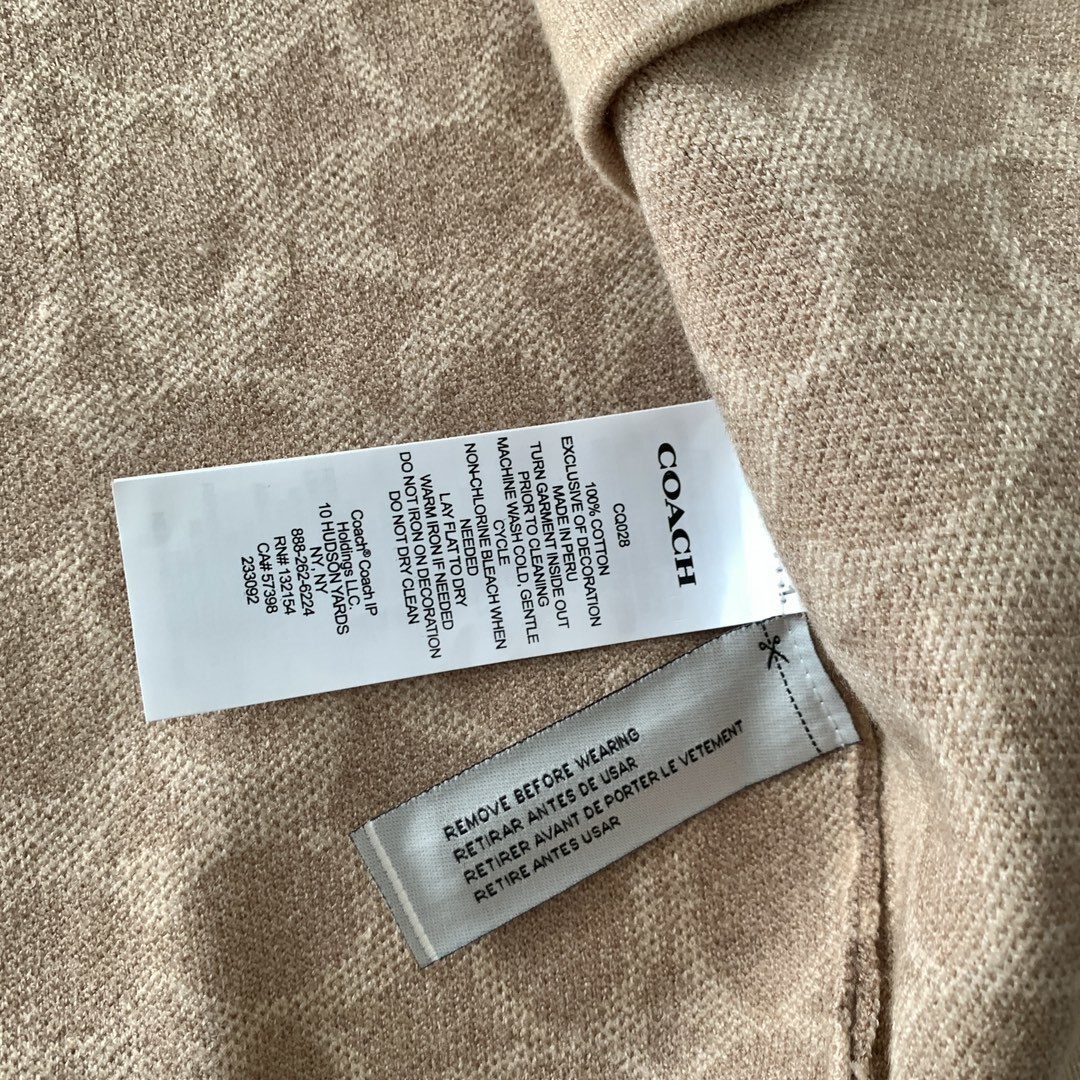 COACH
CQ028
100% COTTON
EXCLUSIVE OF DECORATION
MADE IN PERU
TURN GARMENT INSIDE OUT
PRIOR TO CLEANING
MACHINE WASH COLD, GENTLE
CYCLE
NON-CHLORINE BLEACH WHEN
NEEDED
LAY FLAT TO DRY
WARM IRON IF NEEDED
DO NOT IRON ON DECORATION
DO NOT DRY CLEAN
Coach® Coach IP
Holdings LLC.
10 HUDSON YARDS
NY, NY
888-262-6224
RN# 132154
CA# 57398
233092
REMOVE BEFORE WEARING
RETIRAR ANTES DE USAR
RETIRER AVANT DE PORTER LE VETEMENT
RETIRE ANTES USAR